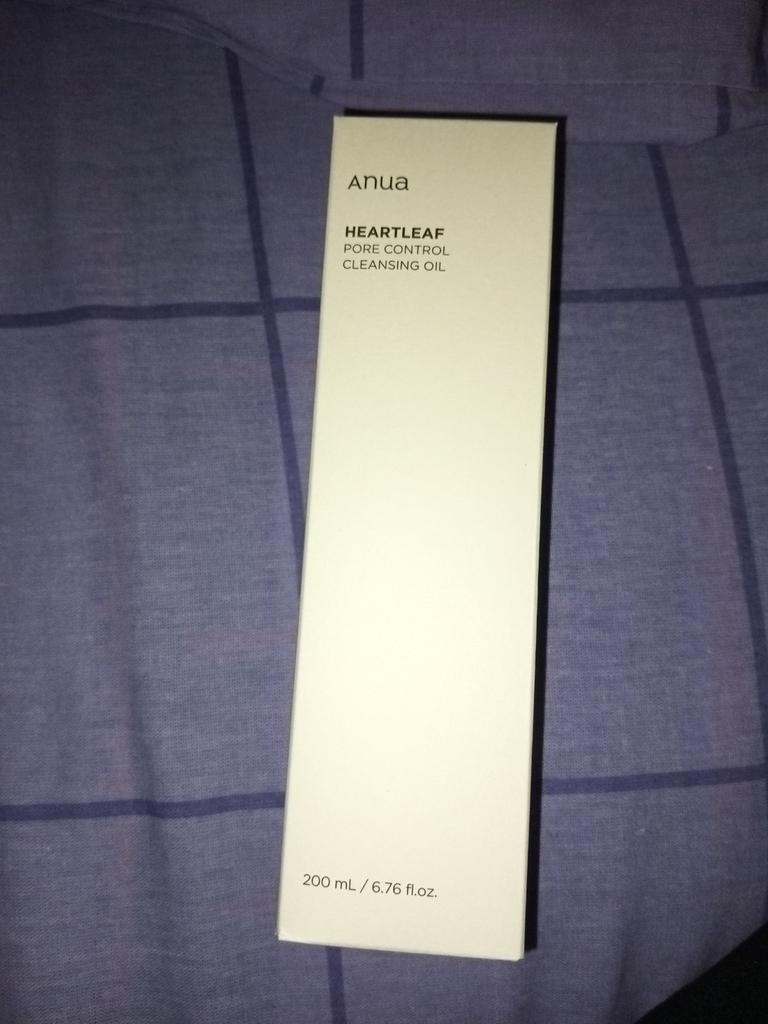 Anua
HEARTLEAF
PORE CONTROL
CLEANSING OIL
200 mL / 6.76 fl.oz.